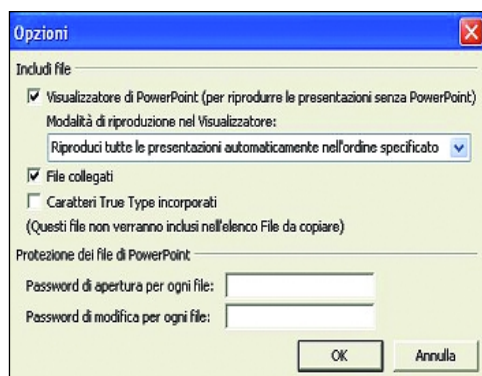 Opzioni
Includi file
Visualizzatore di PowerPoint (per riprodurre le presentazioni senza PowerPoint)
Modalità di riproduzione nel Visualizzatore:
Riproduci tutte le presentazioni automaticamente nell'ordine specificato
File collegati
Caratteri True Type incorporati
(Questi file non verranno inclusi nell'elenco File da copiare)
Protezione dei file di PowerPoint
Password di apertura per ogni file:
Password di modifica per ogni file:
OK Annulla